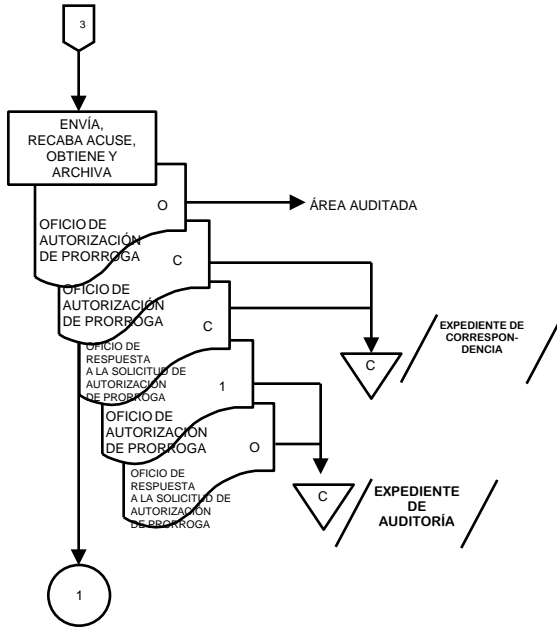 3
ENVÍA,
RECABA ACUSE,
OBTIENE Y
ARCHIVA
O
ÁREA AUDITADA
OFICIO DE
AUTORIZACIÓN
DE PRORROGA
C
OFICIO DE
AUTORIZACIÓN
DE PRORROGA
C
EXPEDIENTE DE
CORRESPON-
DENCIA
C
OFICIO DE
RESPUESTA
A LA SOLICITUD DE
AUTORIZACIÓN
DE PRORROGA
1
OFICIO DE
AUTORIZACIÓN
DE PRORROGA
O
OFICIO DE
RESPUESTA
A LA SOLICITUD DE
AUTORIZACIÓN
DE PRORROGA
C
EXPEDIENTE
DE
AUDITORÍA
1